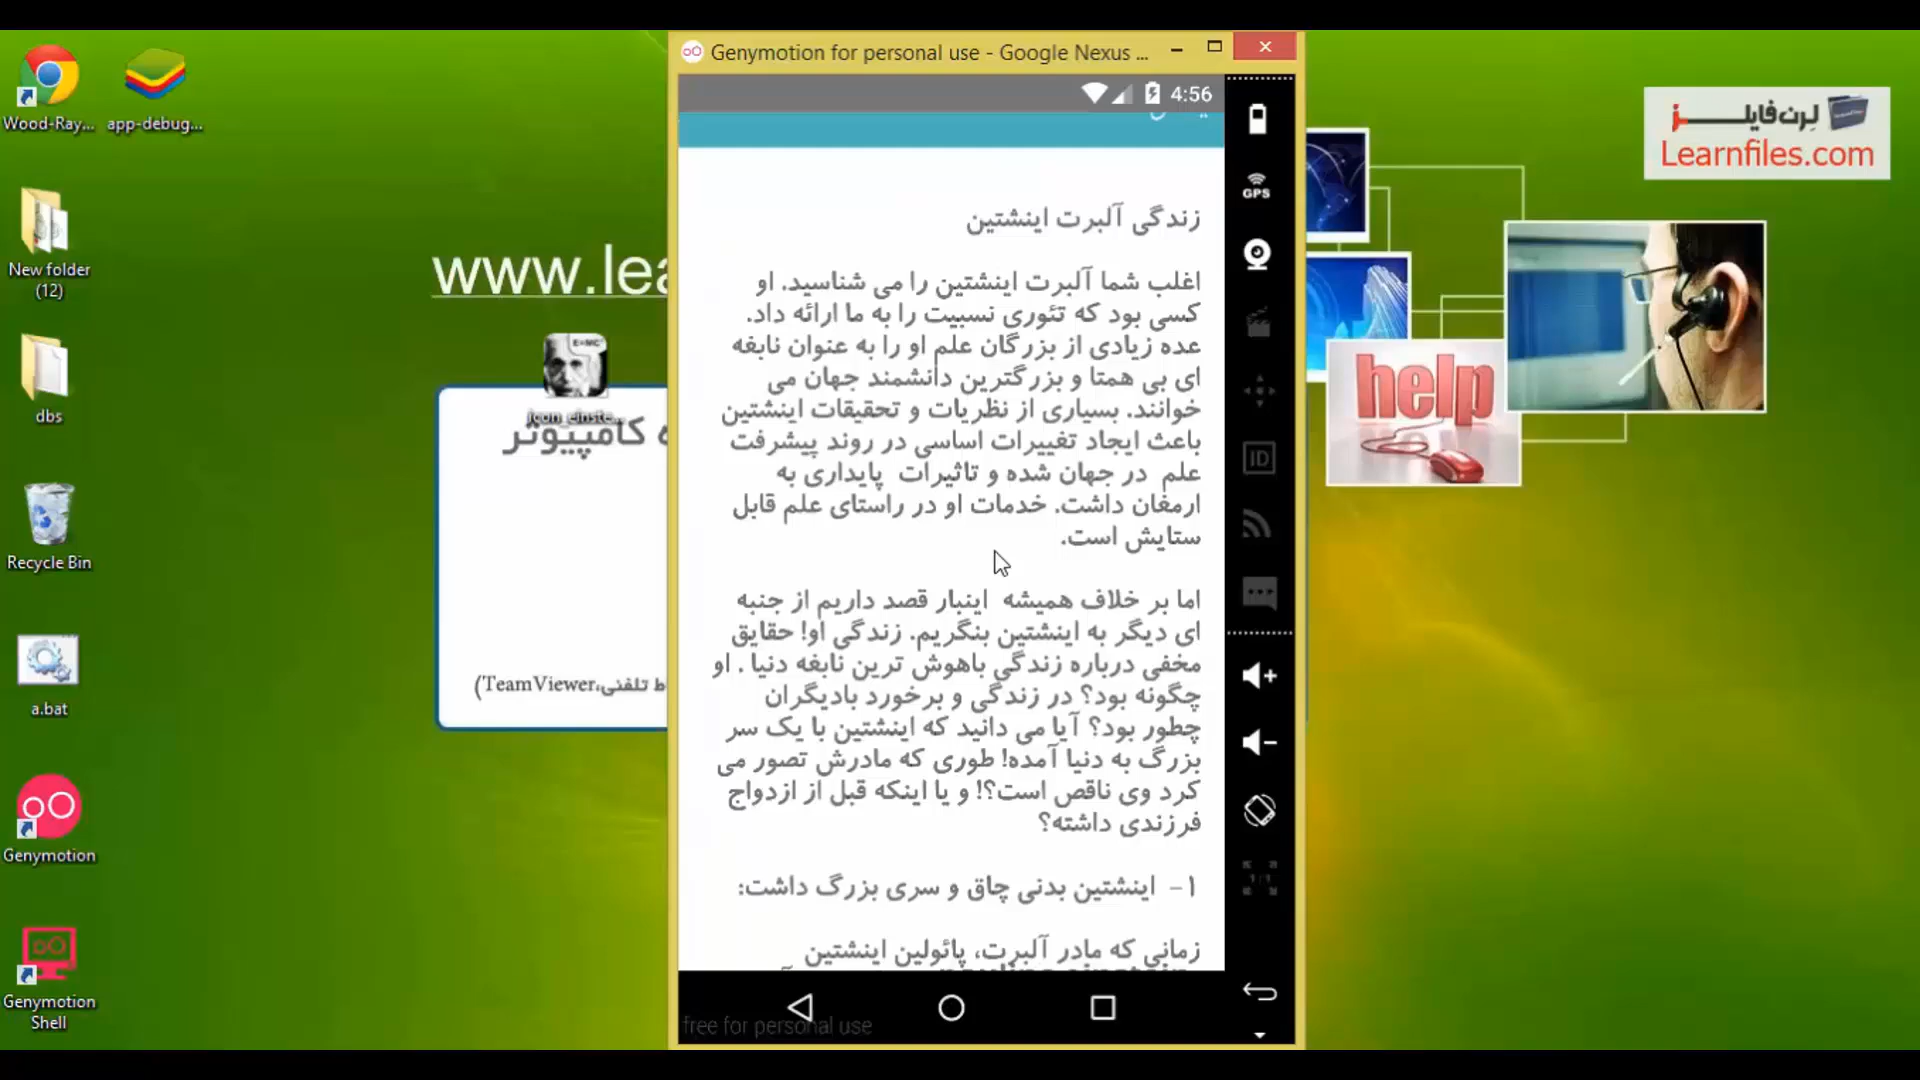 Genymotion for personal use - Google Nexus ...
4:56
Wood-Ray...
app-debug...
New folder
(12)
dbs
Recycle Bin
a.bat
Genymotion
Genymotion
Shell
www.lea
E=MC
icon_einste...
ه کامپیوتر
ط تلفنی،TeamViewer)
زندگی آلبرت اینشتین
اغلب شما آلبرت اینشتین را می شناسید. او
کسی بود که تئوری نسبیت را به ما ارائه داد.
عده زیادی از بزرگان علم او را به عنوان نابغه
ای بی همتا و بزرگترین دانشمند جهان می
خوانند. بسیاری از نظریات و تحقیقات اینشتین
باعث ایجاد تغییرات اساسی در روند پیشرفت
علم در جهان شده و تاثیرات پایداری به
ارمغان داشت. خدمات او در راستای علم قابل
ستایش است.
اما بر خلاف همیشه اینبار قصد داریم از جنبه
ای دیگر به اینشتین بنگریم. زندگی او! حقایق
مخفی درباره زندگی باهوش ترین نابغه دنیا . او
چگونه بود؟ در زندگی و برخورد بادیگران
چطور بود؟ آیا می دانید که اینشتین با یک سر
بزرگ به دنیا آمده! طوری که مادرش تصور می
کرد وی ناقص است؟! و یا اینکه قبل از ازدواج
فرزندی داشته؟
۱- اینشتین بدنی چاق و سری بزرگ داشت:
زمانی که مادر آلبرت، پائولین اینشتین
free for personal use
GPS
ID
1/1
لرن‌فایلز
Learnfiles.com
help